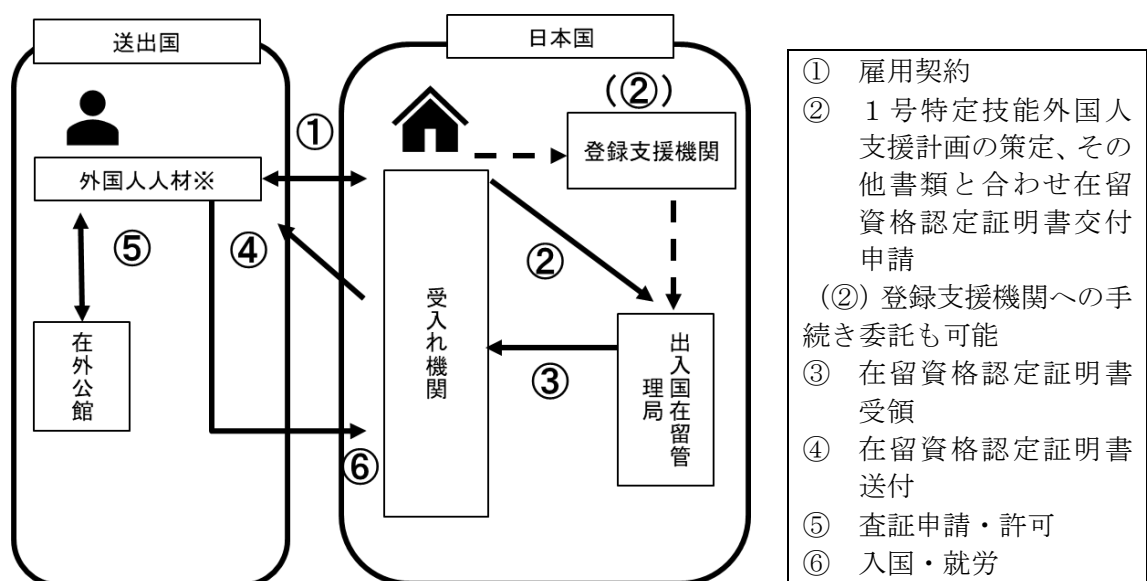 送出国
日本国
(②)
登録支援機関
①
外国人人材※
⑤
④
②
受入れ機関
在外公館
出入国在留管
理局
③
⑥
① 雇用契約
② 1号特定技能外国人
支援計画の策定、その
他書類と合わせ在留
資格認定証明書交付
申請
(②)登録支援機関への手
続き委託も可能
③ 在留資格認定証明書
受領
④ 在留資格認定証明書
送付
⑤ 査証申請・許可
⑥ 入国・就労